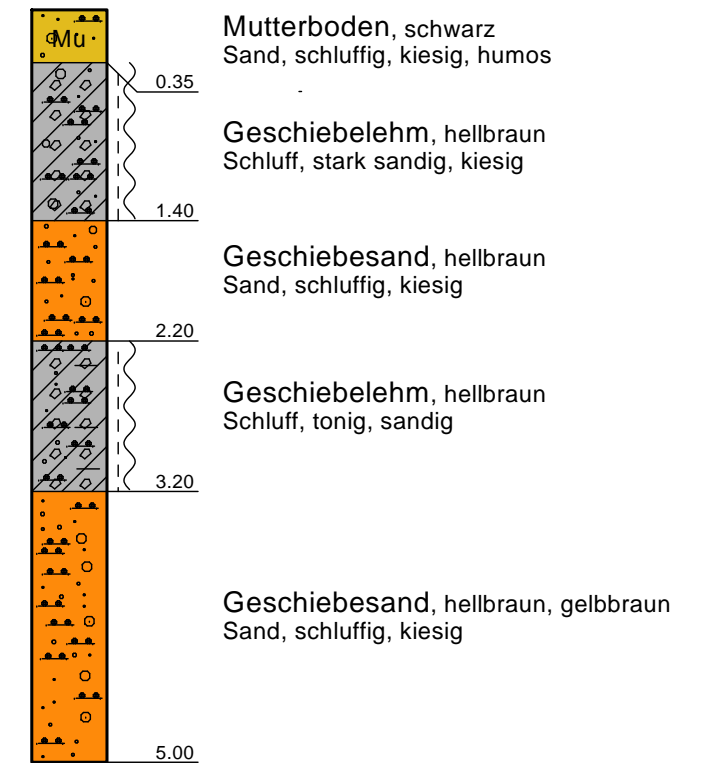 Mu
Mutterboden, schwarz
Sand, schluffig, kiesig, humos
0.35
Geschiebelehm, hellbraun
Schluff, stark sandig, kiesig
1.40
Geschiebesand, hellbraun
Sand, schluffig, kiesig
2.20
Geschiebelehm, hellbraun
Schluff, tonig, sandig
3.20
Geschiebesand, hellbraun, gelbbraun
Sand, schluffig, kiesig
5.00